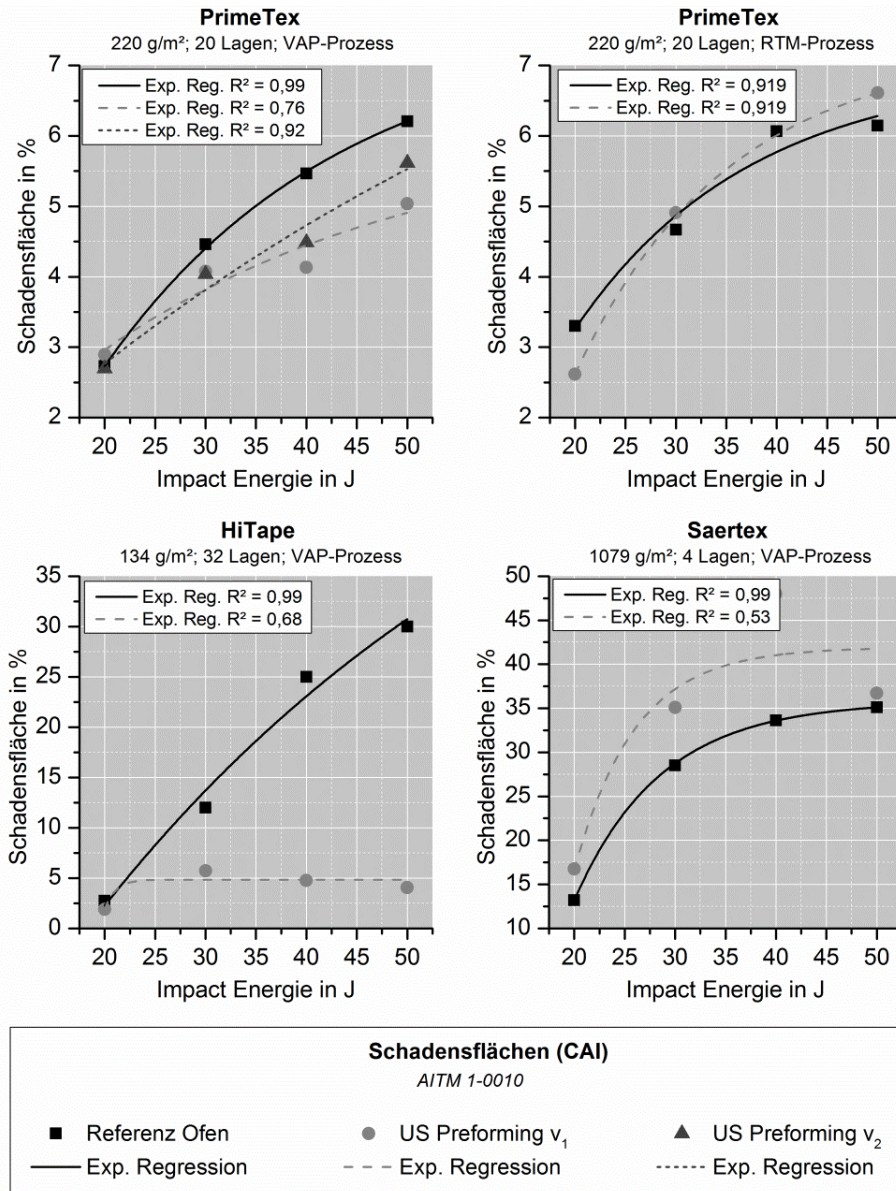 PrimeTex
220 g/m²; 20 Lagen; VAP-Prozess
Exp. Reg. R² = 0,99
Exp. Reg. R² = 0,76
Exp. Reg. R² = 0,92
Schadensfläche in %
7
6
5
4
3
2
20 25 30 35 40 45 50
Impact Energie in J
PrimeTex
220 g/m²; 20 Lagen; RTM-Prozess
Exp. Reg. R² = 0,919
Exp. Reg. R² = 0,919
Schadensfläche in %
7
6
5
4
3
2
20 25 30 35 40 45 50
Impact Energie in J
HiTape
134 g/m²; 32 Lagen; VAP-Prozess
Exp. Reg. R² = 0,99
Exp. Reg. R² = 0,68
Schadensfläche in %
35
30
25
20
15
10
5
0
20 25 30 35 40 45 50
Impact Energie in J
Saertex
1079 g/m²; 4 Lagen; VAP-Prozess
Exp. Reg. R² = 0,99
Exp. Reg. R² = 0,53
Schadensfläche in %
50
45
40
35
30
25
20
15
10
20 25 30 35 40 45 50
Impact Energie in J
Schadensflächen (CAI)
AITM 1-0010
Referenz Ofen US Preforming v₁ US Preforming v₂
Exp. Regression Exp. Regression Exp. Regression